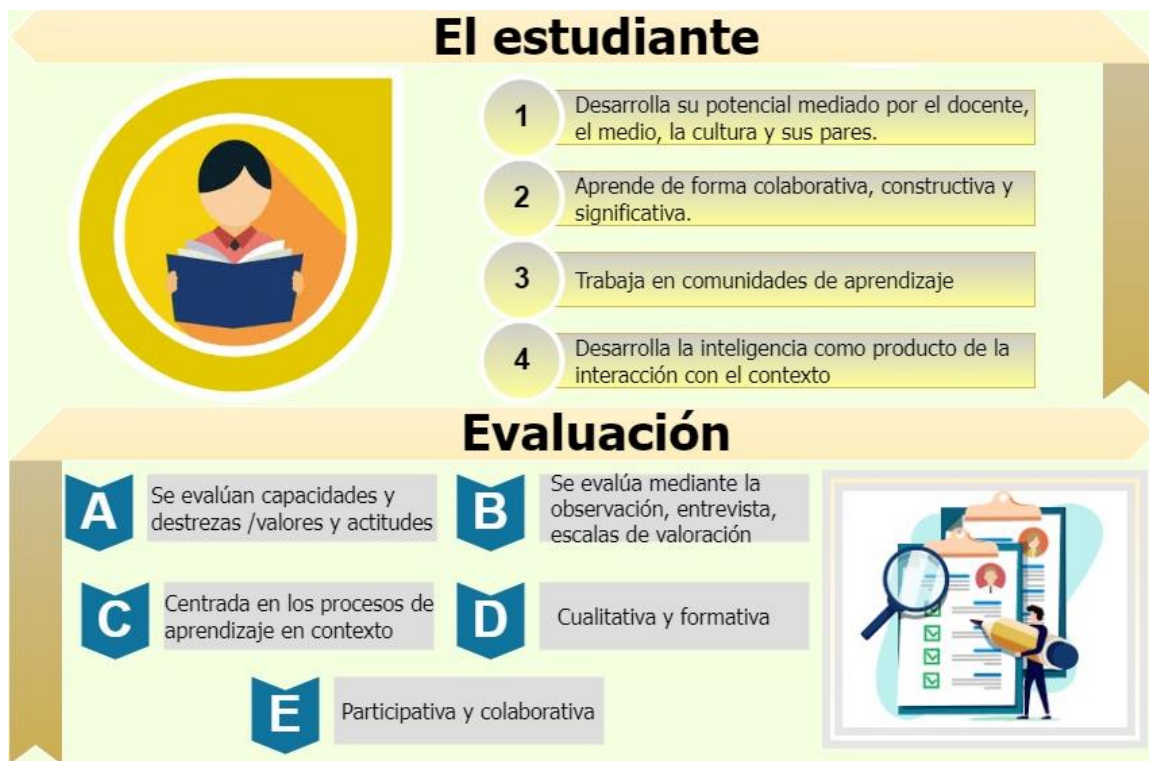 El estudiante
1
Desarrolla su potencial mediado por el docente,
el medio, la cultura y sus pares.
2
Aprende de forma colaborativa, constructiva y
significativa.
3
Trabaja en comunidades de aprendizaje
4
Desarrolla la inteligencia como producto de la
interacción con el contexto
Evaluación
A
Se evalúan capacidades y
destrezas /valores y actitudes
B
Se evalúa mediante la
observación, entrevista,
escalas de valoración
C
Centrada en los procesos de
aprendizaje en contexto
D
Cualitativa y formativa
E
Participativa y colaborativa